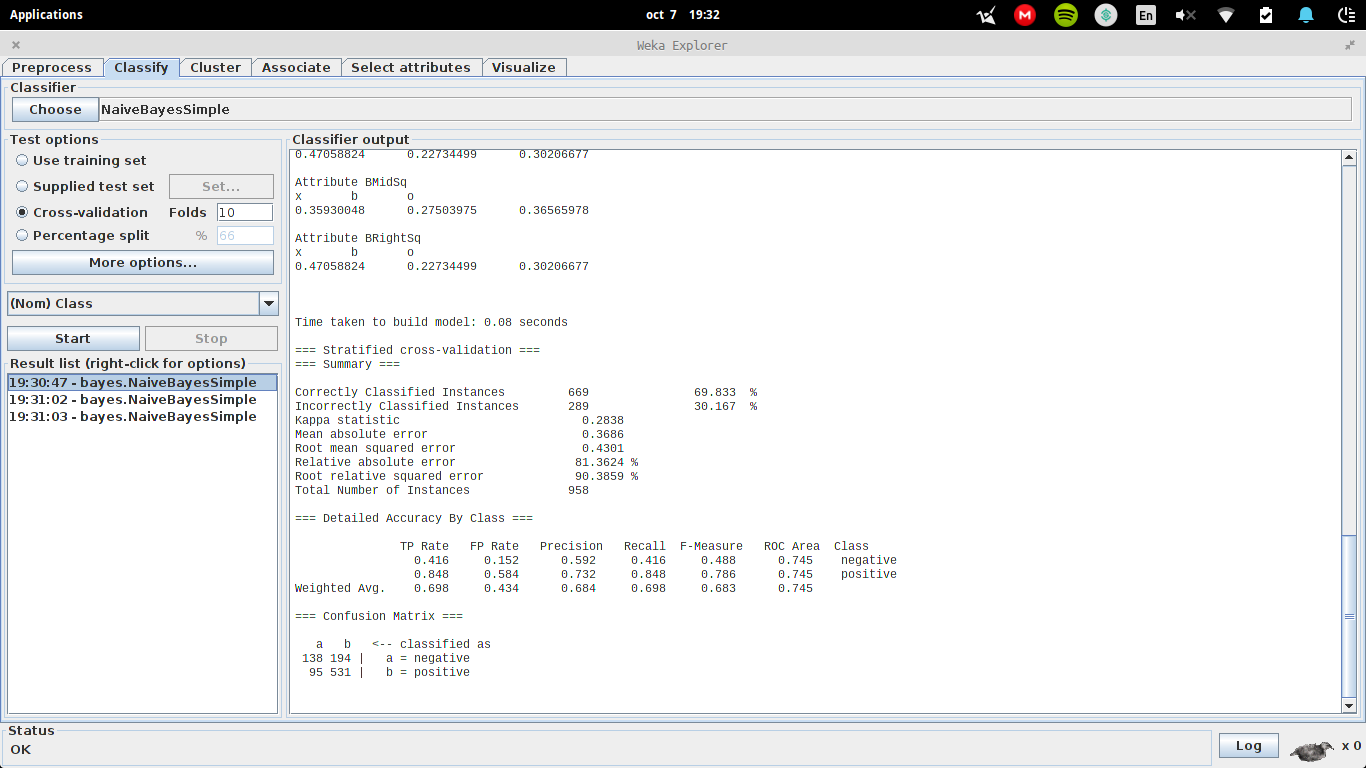 Applications oct 7 19:32 En
Weka Explorer
Preprocess Classify Cluster Associate Select attributes Visualize
Classifier
Choose NaiveBayesSimple
Test options
Use training set
Supplied test set Set...
Cross-validation Folds 10
Percentage split % 66
More options...
(Nom) Class
Start Stop
Result list (right-click for options)
19:30:47 - bayes.NaiveBayesSimple
19:31:02 - bayes.NaiveBayesSimple
19:31:03 - bayes.NaiveBayesSimple
Classifier output
0.47058824 0.22734499 0.30206677
Attribute BMidSq
x b o
0.35930048 0.27503975 0.36565978
Attribute BRightSq
x b o
0.47058824 0.22734499 0.30206677
Time taken to build model: 0.08 seconds
=== Stratified cross-validation ===
=== Summary ===
Correctly Classified Instances 669 69.833 %
Incorrectly Classified Instances 289 30.167 %
Kappa statistic 0.2838
Mean absolute error 0.3686
Root mean squared error 0.4301
Relative absolute error 81.3624 %
Root relative squared error 90.3859 %
Total Number of Instances 958
=== Detailed Accuracy By Class ===
TP Rate FP Rate Precision Recall F-Measure ROC Area Class
0.416 0.152 0.592 0.416 0.488 0.745 negative
0.848 0.584 0.732 0.848 0.786 0.745 positive
Weighted Avg. 0.698 0.434 0.684 0.698 0.683 0.745
=== Confusion Matrix ===
a b <-- classified as
138 194 | a = negative
95 531 | b = positive
Status
OK
Log x 0